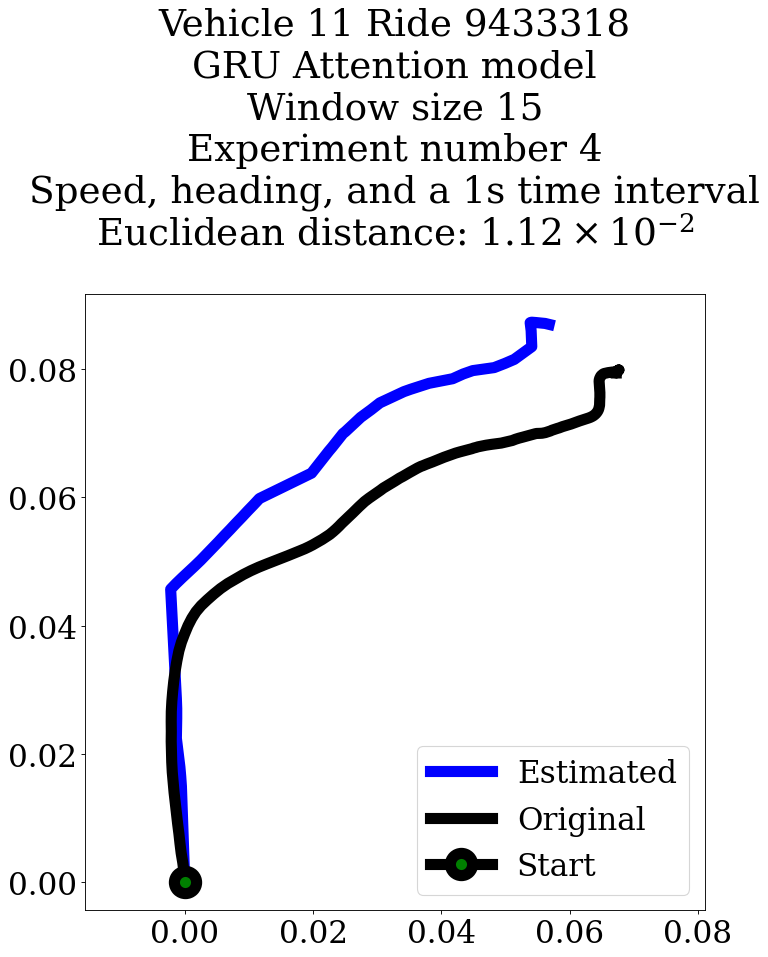 Vehicle 11 Ride 9433318
GRU Attention model
Window size 15
Experiment number 4
Speed, heading, and a 1s time interval
Euclidean distance: 1.12 × 10⁻²
0.08
0.06
0.04
0.02
0.00
Estimated
Original
Start
0.00 0.02 0.04 0.06 0.08